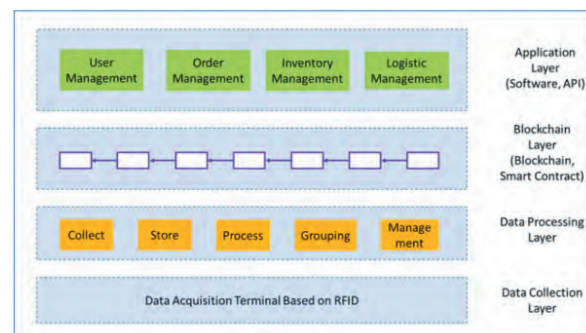 User
Management
Order
Management
Inventory
Management
Logistic
Management
Application
Layer
(Software, API)
Blockchain
Layer
(Blockchain,
Smart Contract)
Collect
Store
Process
Grouping
Manage
ment
Data Processing
Layer
Data Acquisition Terminal Based on RFID
Data Collection
Layer